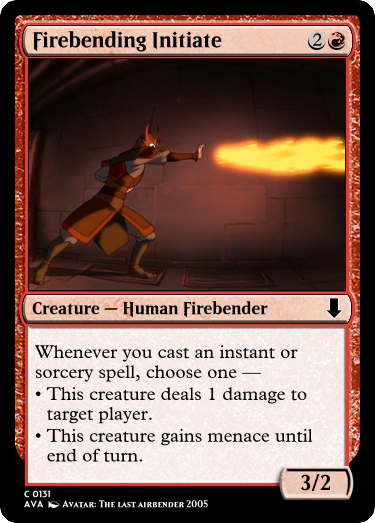 Firebending Initiate 2
Creature — Human Firebender
Whenever you cast an instant or
sorcery spell, choose one —
• This creature deals 1 damage to
target player.
• This creature gains menace until
end of turn.
3/2
C 0131
AVA Avatar: The last airbender 2005